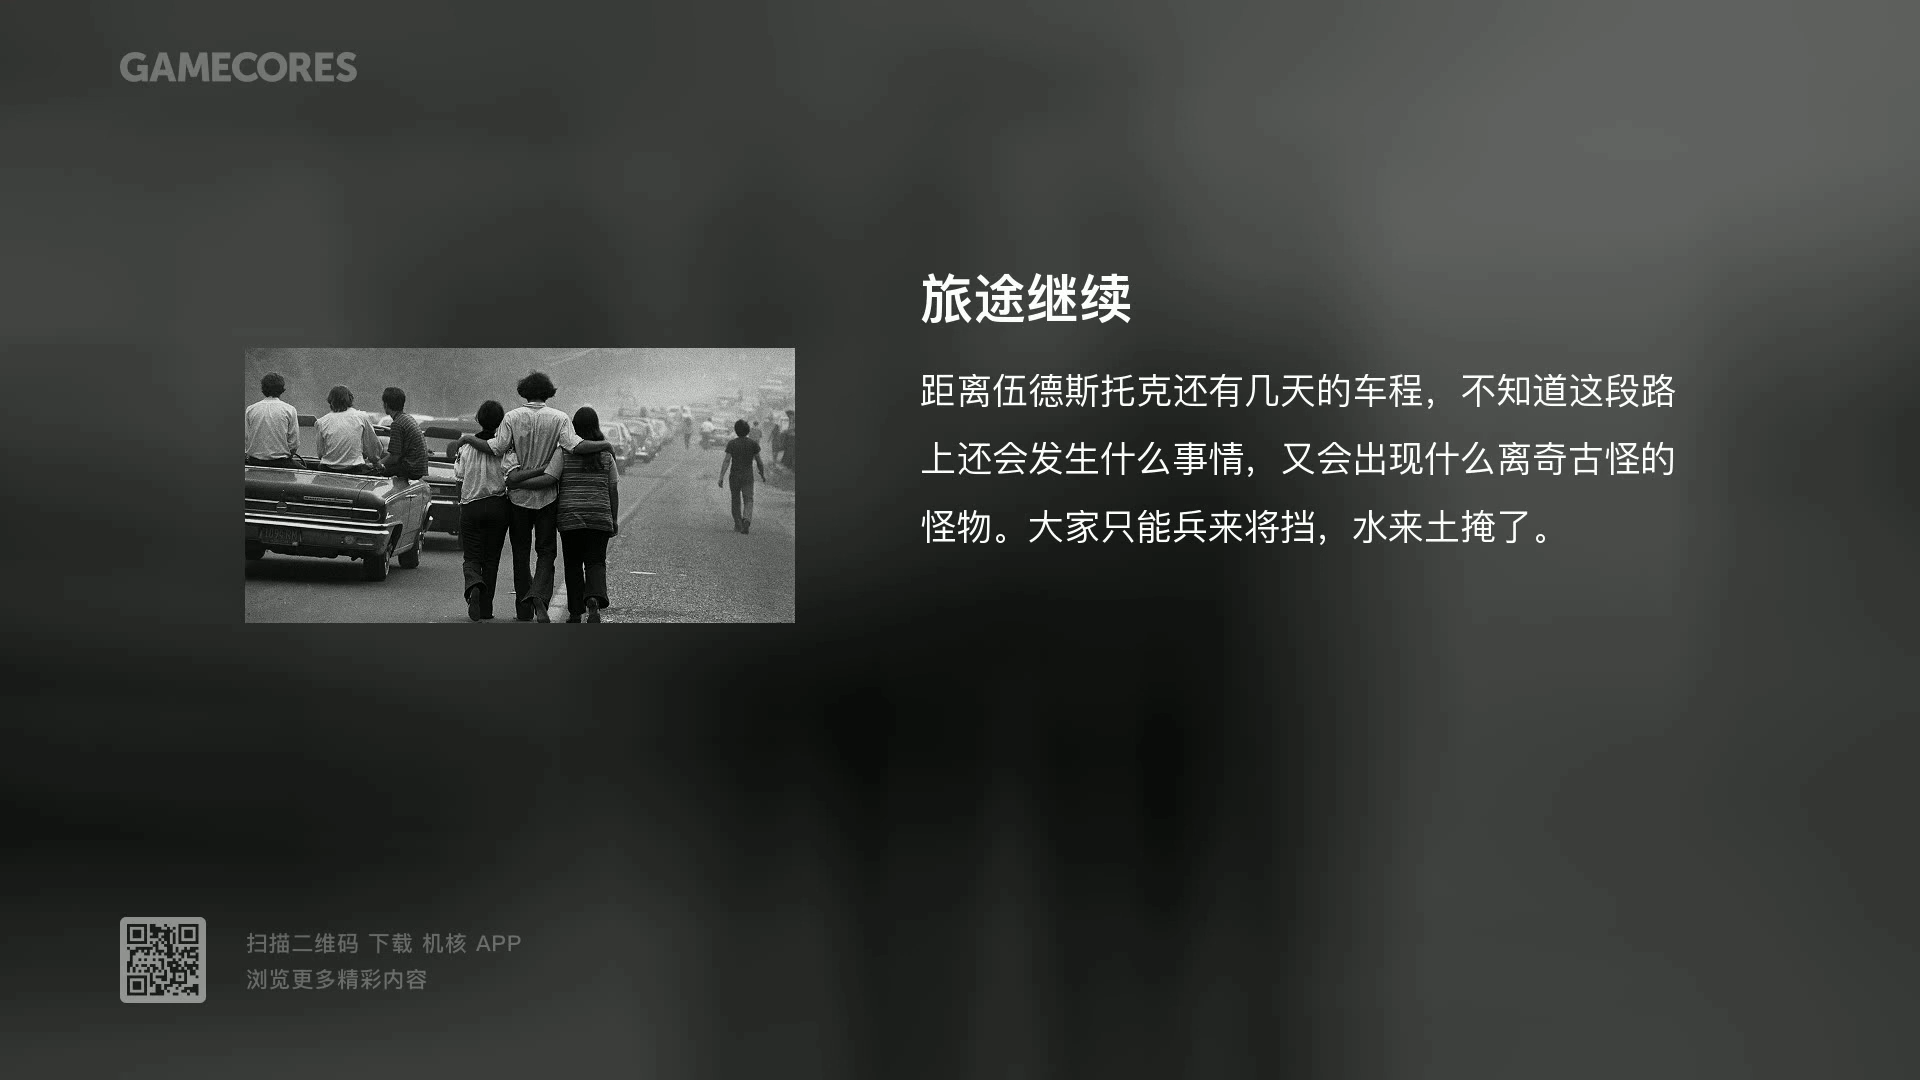 GAMECORES
旅途继续
距离伍德斯托克还有几天的车程，不知道这段路
上还会发生什么事情，又会出现什么离奇古怪的
怪物。大家只能兵来将挡，水来土掩了。
扫描二维码 下载 机核 APP
浏览更多精彩内容